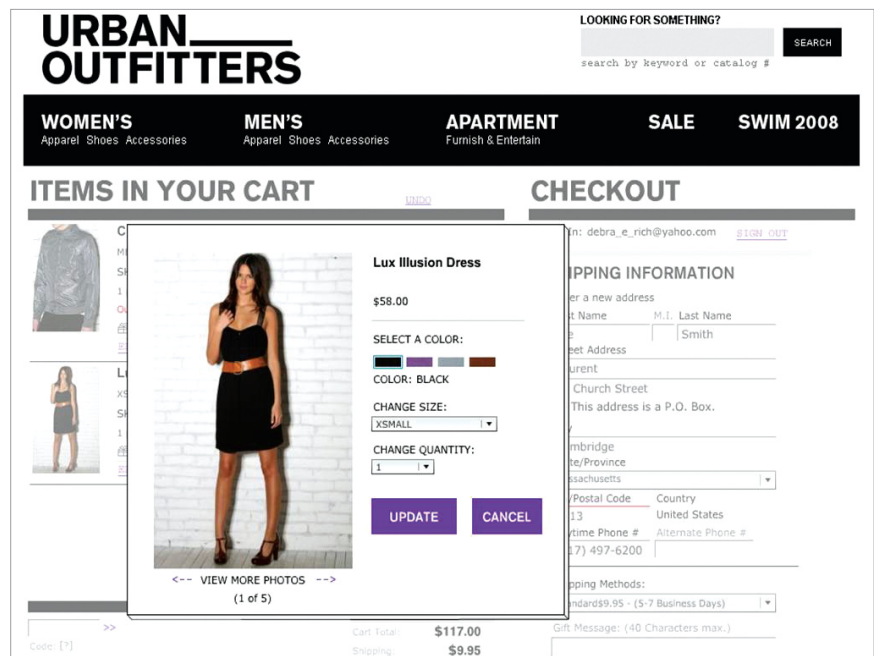 URBAN
OUTFITTERS
LOOKING FOR SOMETHING?
SEARCH
search by keyword or catalog #
WOMEN'S
Apparel Shoes Accessories
MEN'S
Apparel Shoes Accessories
APARTMENT
Furnish & Entertain
SALE
SWIM 2008
ITEMS IN YOUR CART
UNDO
CHECKOUT
In: debra_e_rich@yahoo.com
SIGN OUT
Lux Illusion Dress
$58.00
SELECT A COLOR:
COLOR: BLACK
CHANGE SIZE:
XSMALL
CHANGE QUANTITY:
1
UPDATE
CANCEL
<-- VIEW MORE PHOTOS -->
(1 of 5)
IPPING INFORMATION
er a new address
t Name
M.I.
Last Name
Smith
eet Address
urent
Church Street
This address is a P.O. Box.
mbridge
te/Province
ssachusetts
/Postal Code
Country
13
United States
ytime Phone #
Alternate Phone #
17) 497-6200
pping Methods:
andard$9.95 - (5-7 Business Days)
Gift Message: (40 Characters max.)
>>
Code: [?]
Cart Total:
$117.00
Shipping:
$9.95